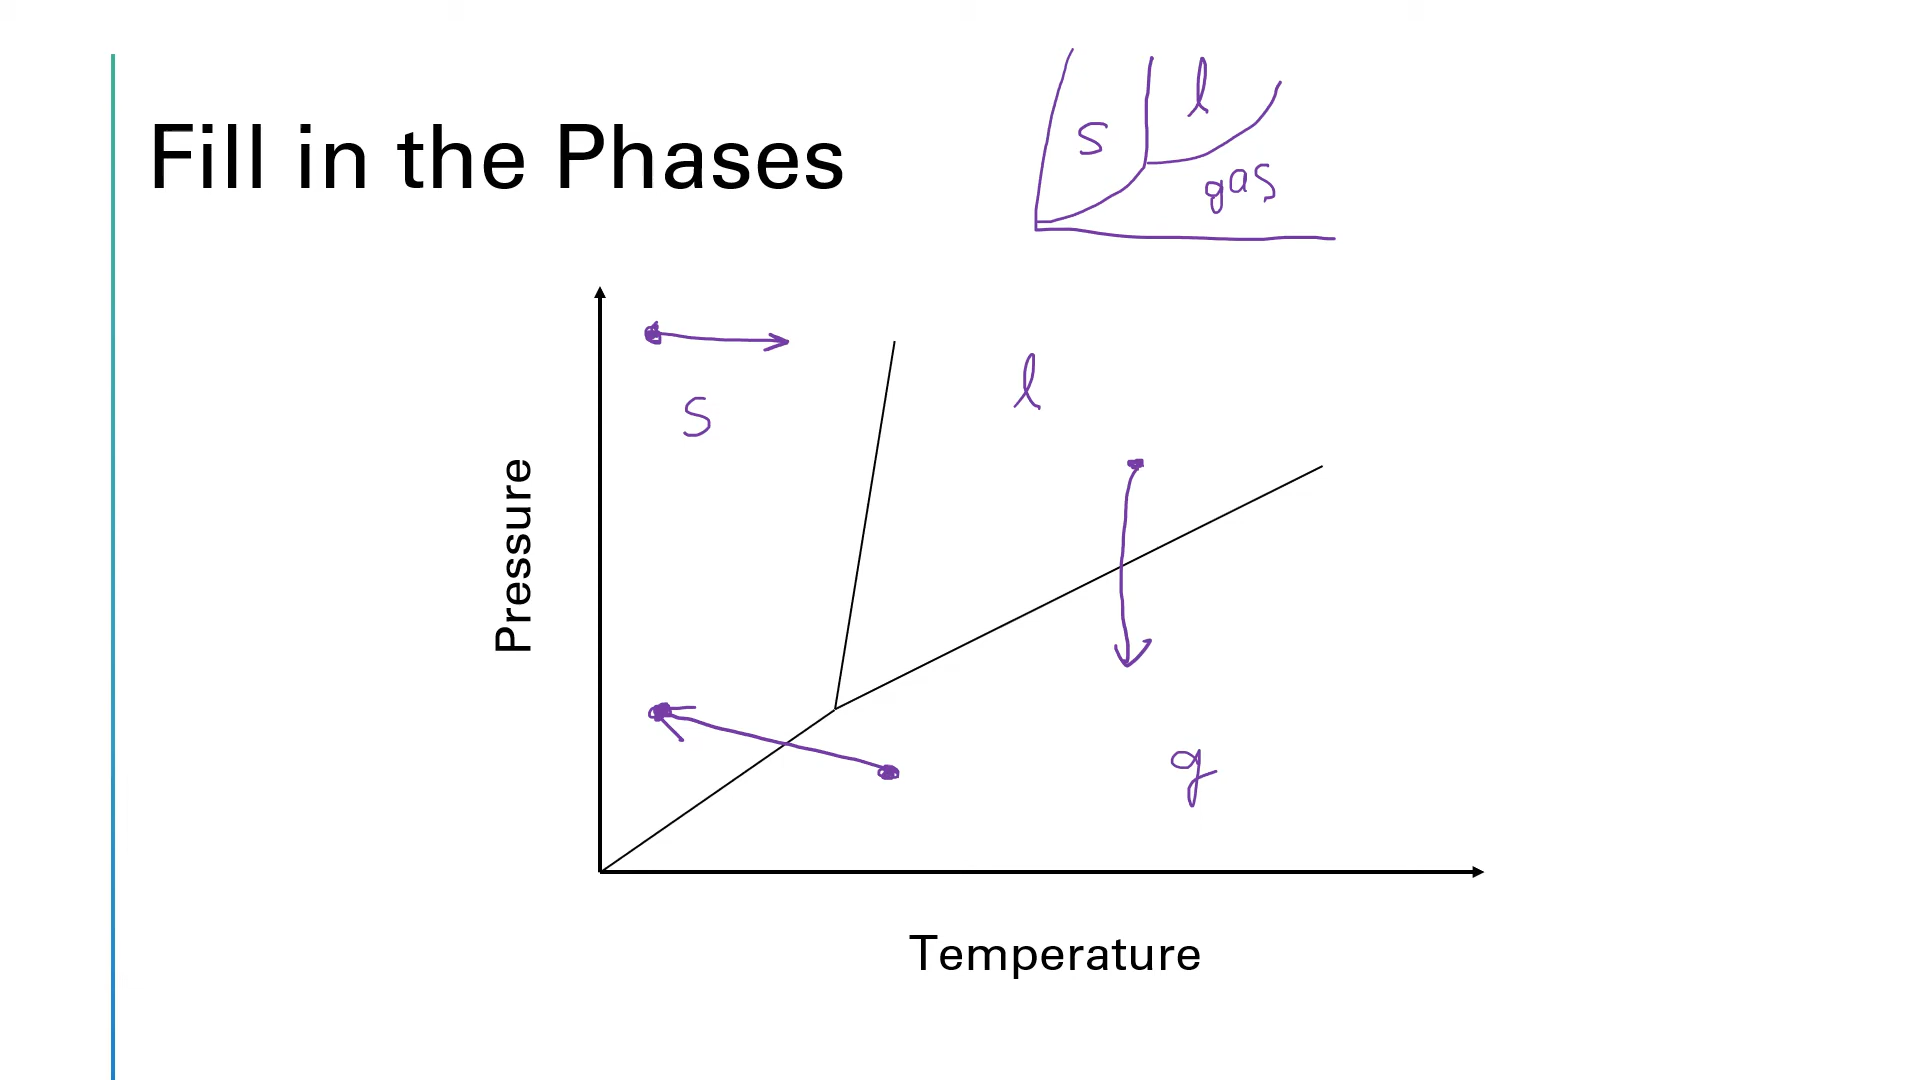 l
Fill in the Phases
s
gas
l
s
Pressure
g
Temperature